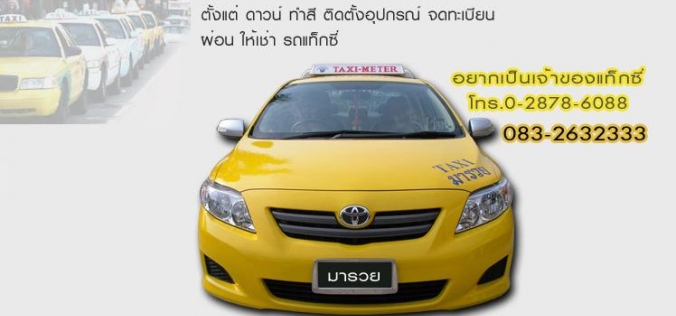 ตั้งแต่ ดาวน์ ทำสี ติดตั้งอุปกรณ์ จดทะเบียน
ผ่อน ให้เช่า รถแท็กซี่
TAXI-METER
อยากเป็นเจ้าของแท็กซี่
โทร.0-2878-6088
083-2632333
TAXI
มารวย
มารวย